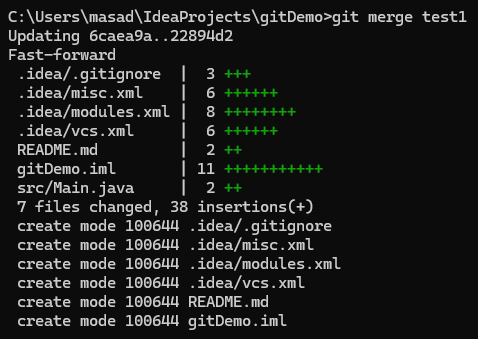 C:\Users\masad\IdeaProjects\gitDemo>git merge test1
Updating 6caea9a..22894d2
Fast-forward
 .idea/.gitignore  |  3 +++
 .idea/misc.xml    |  6 ++++++
 .idea/modules.xml |  8 ++++++++
 .idea/vcs.xml     |  6 ++++++
 README.md         |  2 ++
 gitDemo.iml       | 11 +++++++++++
 src/Main.java     |  2 ++
 7 files changed, 38 insertions(+)
 create mode 100644 .idea/.gitignore
 create mode 100644 .idea/misc.xml
 create mode 100644 .idea/modules.xml
 create mode 100644 .idea/vcs.xml
 create mode 100644 README.md
 create mode 100644 gitDemo.iml